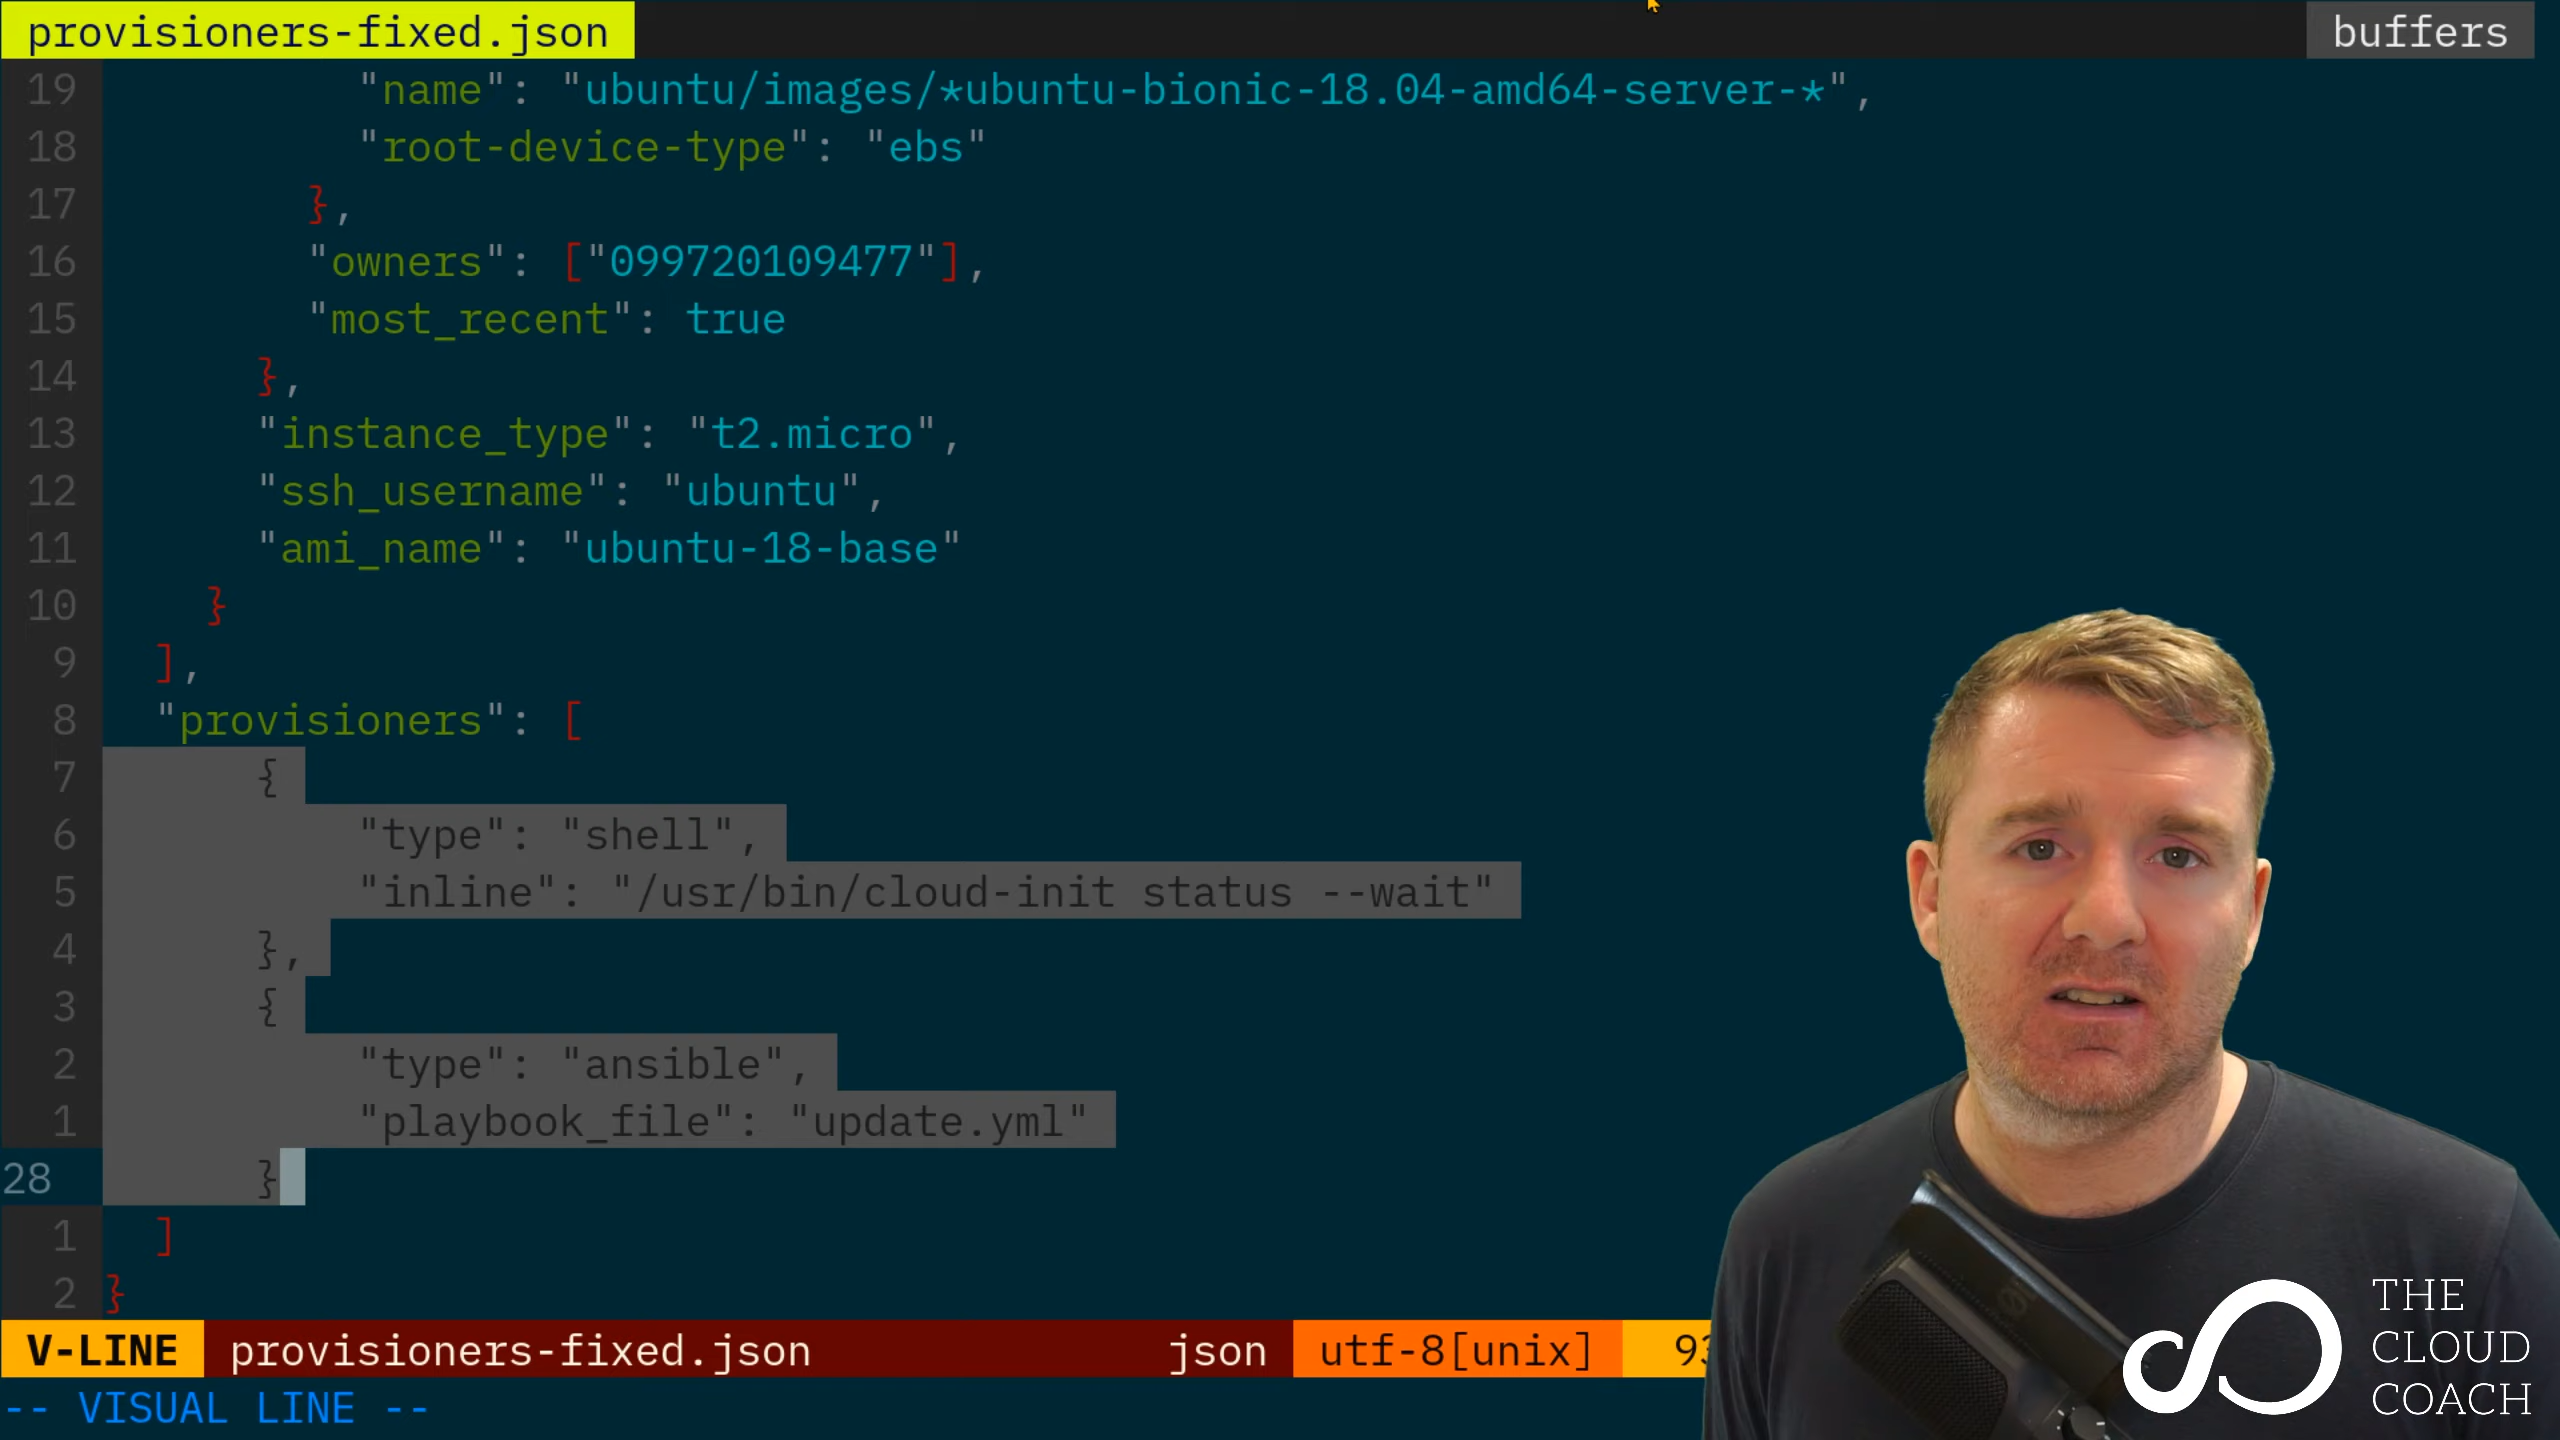 provisioners-fixed.json buffers
19 "name": "ubuntu/images/*ubuntu-bionic-18.04-amd64-server-*",
18 "root-device-type": "ebs"
17 },
16 "owners": ["099720109477"],
15 "most_recent": true
14 },
13 "instance_type": "t2.micro",
12 "ssh_username": "ubuntu",
11 "ami_name": "ubuntu-18-base"
10 }
9 ],
8 "provisioners": [
7 {
6 "type": "shell",
5 "inline": "/usr/bin/cloud-init status --wait"
4 },
3 {
2 "type": "ansible",
1 "playbook_file": "update.yml"
28 }
1 ]
2 }
V-LINE provisioners-fixed.json json utf-8[unix]
-- VISUAL LINE --
THE
CLOUD
COACH